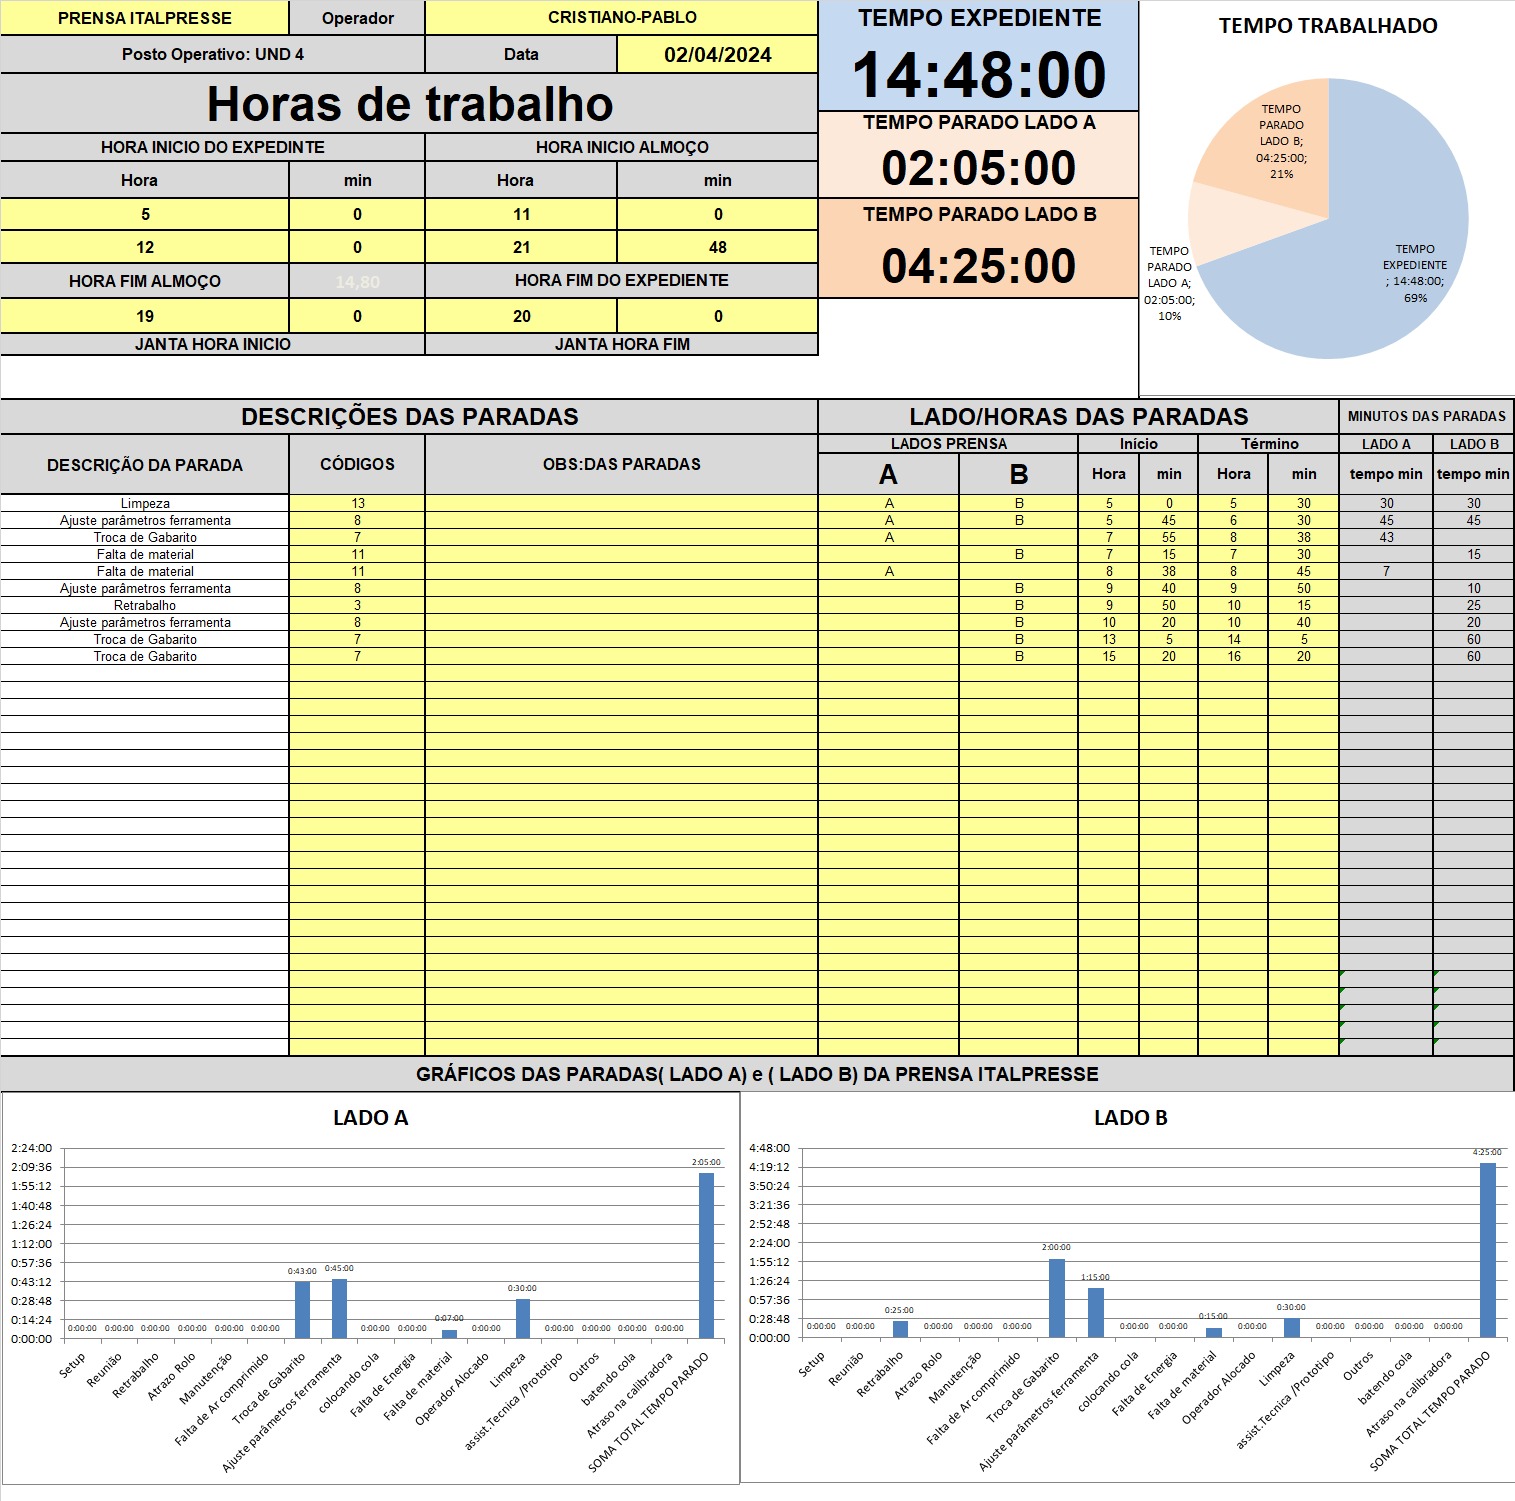 PRENSA ITALPRESSE Operador CRISTIANO-PABLO
Posto Operativo: UND 4 Data 02/04/2024
Horas de trabalho
HORA INICIO DO EXPEDINTE HORA INICIO ALMOÇO
Hora min Hora min
5 0 11 0
12 0 21 48
HORA FIM ALMOÇO 14,80 HORA FIM DO EXPEDIENTE
19 0 20 0
JANTA HORA INICIO JANTA HORA FIM
TEMPO EXPEDIENTE
14:48:00
TEMPO PARADO LADO A
02:05:00
TEMPO PARADO LADO B
04:25:00
TEMPO TRABALHADO
TEMPO
PARADO
LADO B;
04:25:00;
21%
TEMPO
PARADO
LADO A;
02:05:00;
10%
TEMPO
EXPEDIENTE
; 14:48:00;
69%
DESCRIÇÕES DAS PARADAS LADO/HORAS DAS PARADAS MINUTOS DAS PARADAS
DESCRIÇÃO DA PARADA CÓDIGOS OBS:DAS PARADAS LADOS PRENSA Início Término LADO A LADO B
A B Hora min Hora min tempo min tempo min
Limpeza 13 A B 5 0 5 30 30 30
Ajuste parâmetros ferramenta 8 A B 5 45 6 30 45 45
Troca de Gabarito 7 A 7 55 8 38 43
Falta de material 11 B 7 15 7 30 15
Falta de material 11 A 8 38 8 45 7
Ajuste parâmetros ferramenta 8 B 9 40 9 50 10
Retrabalho 3 B 9 50 10 15 25
Ajuste parâmetros ferramenta 8 B 10 20 10 40 20
Troca de Gabarito 7 B 13 5 14 5 60
Troca de Gabarito 7 B 15 20 16 20 60
GRÁFICOS DAS PARADAS( LADO A) e ( LADO B) DA PRENSA ITALPRESSE
LADO A
2:24:00
2:09:36
1:55:12
1:40:48
1:26:24
1:12:00
0:57:36
0:43:12
0:28:48
0:14:24
0:00:00
0:00:00 0:00:00 0:00:00 0:00:00 0:00:00 0:00:00 0:43:00 0:45:00 0:00:00 0:00:00 0:07:00 0:00:00 0:30:00 0:00:00 0:00:00 0:00:00 0:00:00 2:05:00
Setup
Reunião
Retrabalho
Atrazo Rolo
Manutenção
Falta de Ar comprimido
Troca de Gabarito
Ajuste parâmetros ferramenta
colocando cola
Falta de Energia
Falta de material
Operador Alocado
Limpeza
assist.Tecnica /Prototipo
Outros
batendo cola
Atraso na calibradora
SOMA TOTAL TEMPO PARADO
LADO B
4:48:00
4:19:12
3:50:24
3:21:36
2:52:48
2:24:00
1:55:12
1:26:24
0:57:36
0:28:48
0:00:00
0:00:00 0:00:00 0:25:00 0:00:00 0:00:00 0:00:00 2:00:00 1:15:00 0:00:00 0:00:00 0:15:00 0:00:00 0:30:00 0:00:00 0:00:00 0:00:00 0:00:00 4:25:00
Setup
Reunião
Retrabalho
Atrazo Rolo
Manutenção
Falta de Ar comprimido
Troca de Gabarito
Ajuste parâmetros ferramenta
colocando cola
Falta de Energia
Falta de material
Operador Alocado
Limpeza
assist.Tecnica /Prototipo
Outros
batendo cola
Atraso na calibradora
SOMA TOTAL TEMPO PARADO